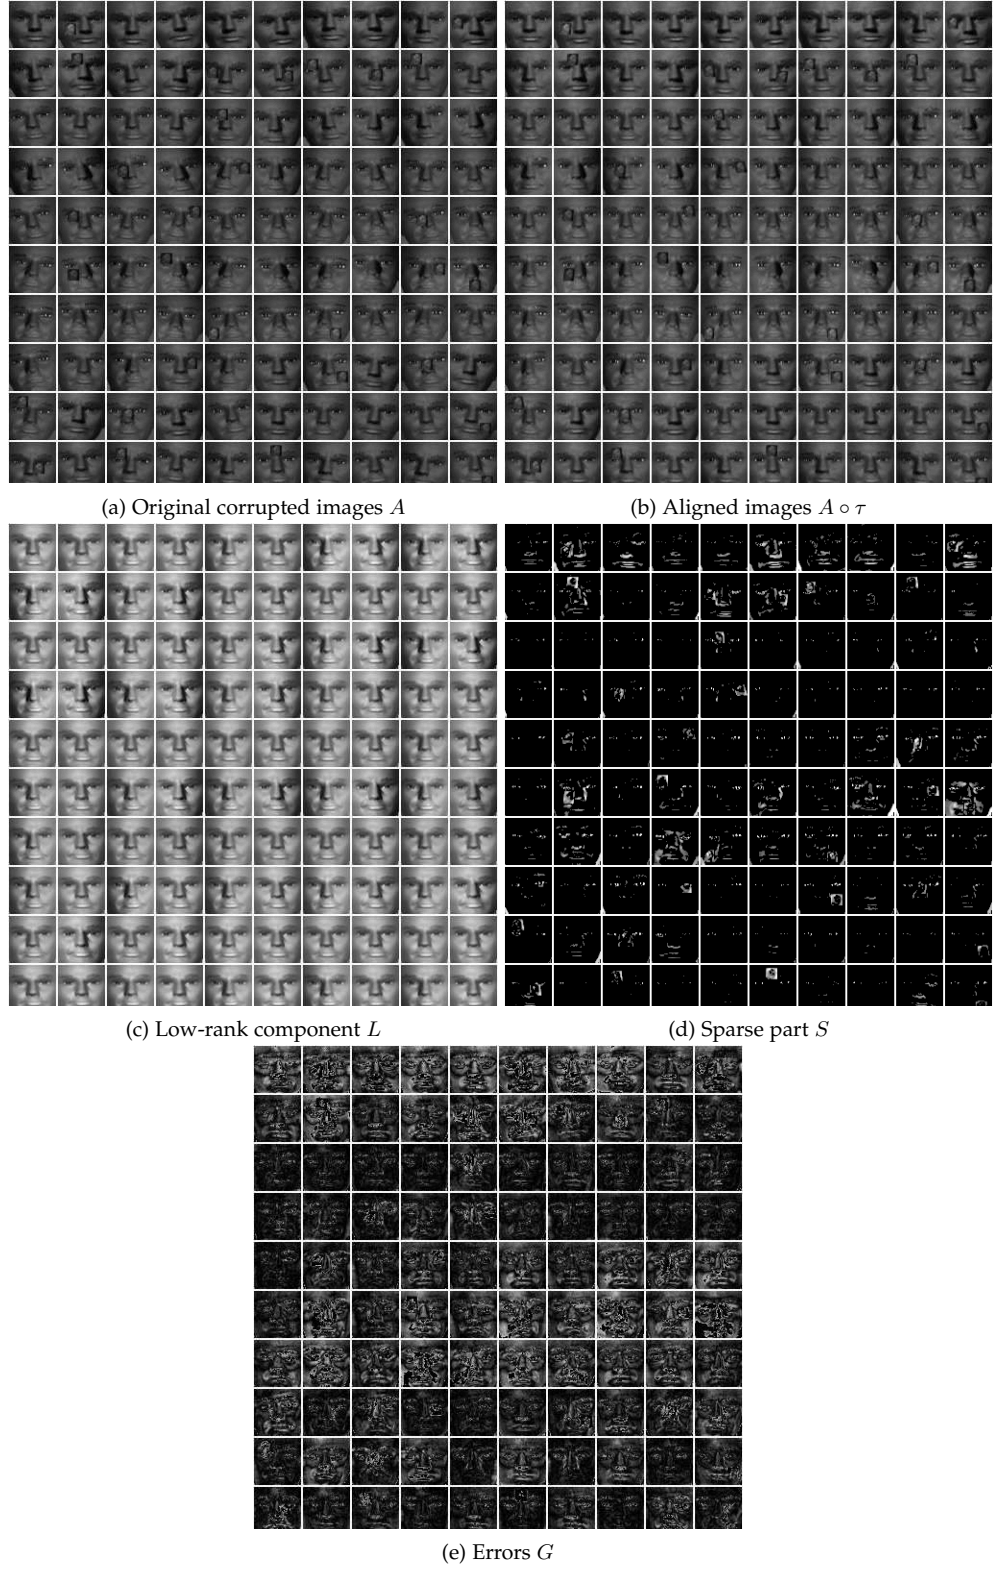 (a) Original corrupted images A
(b) Aligned images A ∘ τ
(c) Low-rank component L
(d) Sparse part S
(e) Errors G